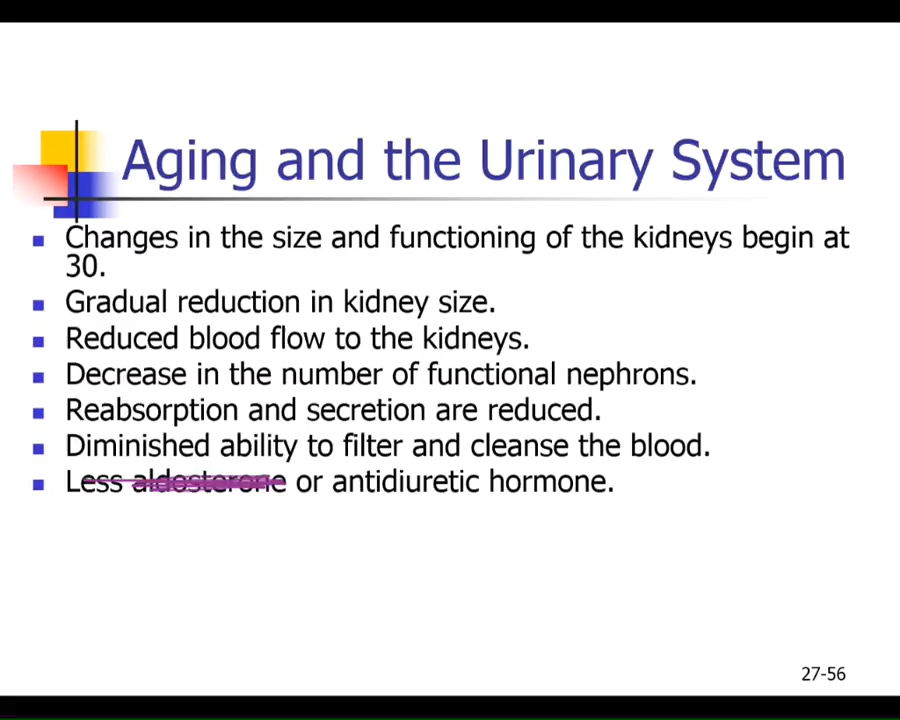 Aging and the Urinary System
Changes in the size and functioning of the kidneys begin at
30.
Gradual reduction in kidney size.
Reduced blood flow to the kidneys.
Decrease in the number of functional nephrons.
Reabsorption and secretion are reduced.
Diminished ability to filter and cleanse the blood.
Less aldosterone or antidiuretic hormone.
27-56